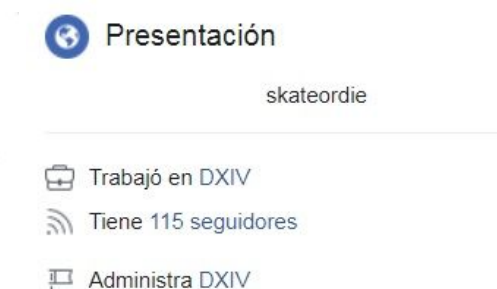 Presentación
skateordie
Trabajó en DXIV
Tiene 115 seguidores
Administra DXIV